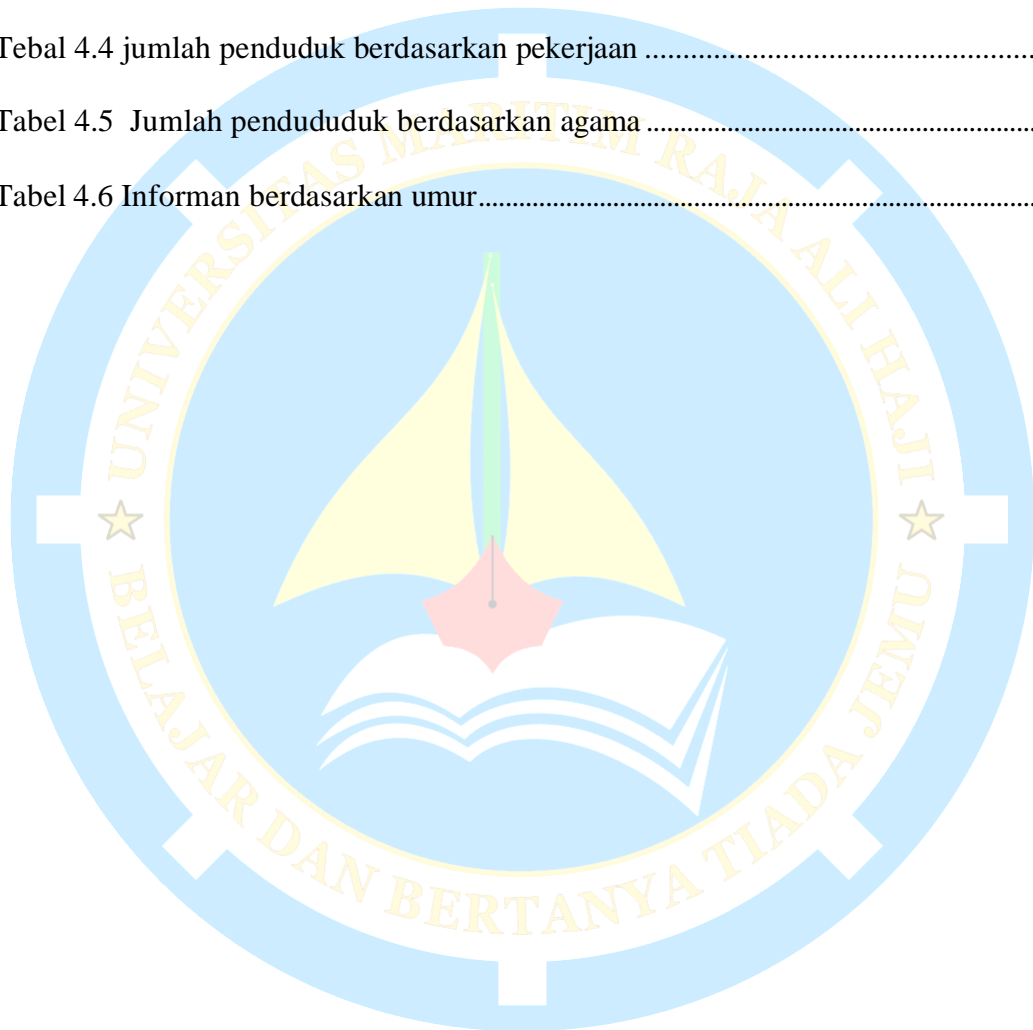 Tebal 4.4 jumlah penduduk berdasarkan pekerjaan ..................................................
Tabel 4.5  Jumlah pendududuk berdasarkan agama ..................................................
Tabel 4.6 Informan berdasarkan umur..................................................
UNIVERSITAS MARITIM RAJA ALI HAJI
BELAJAR DAN BERTANYA TIADA JEMU